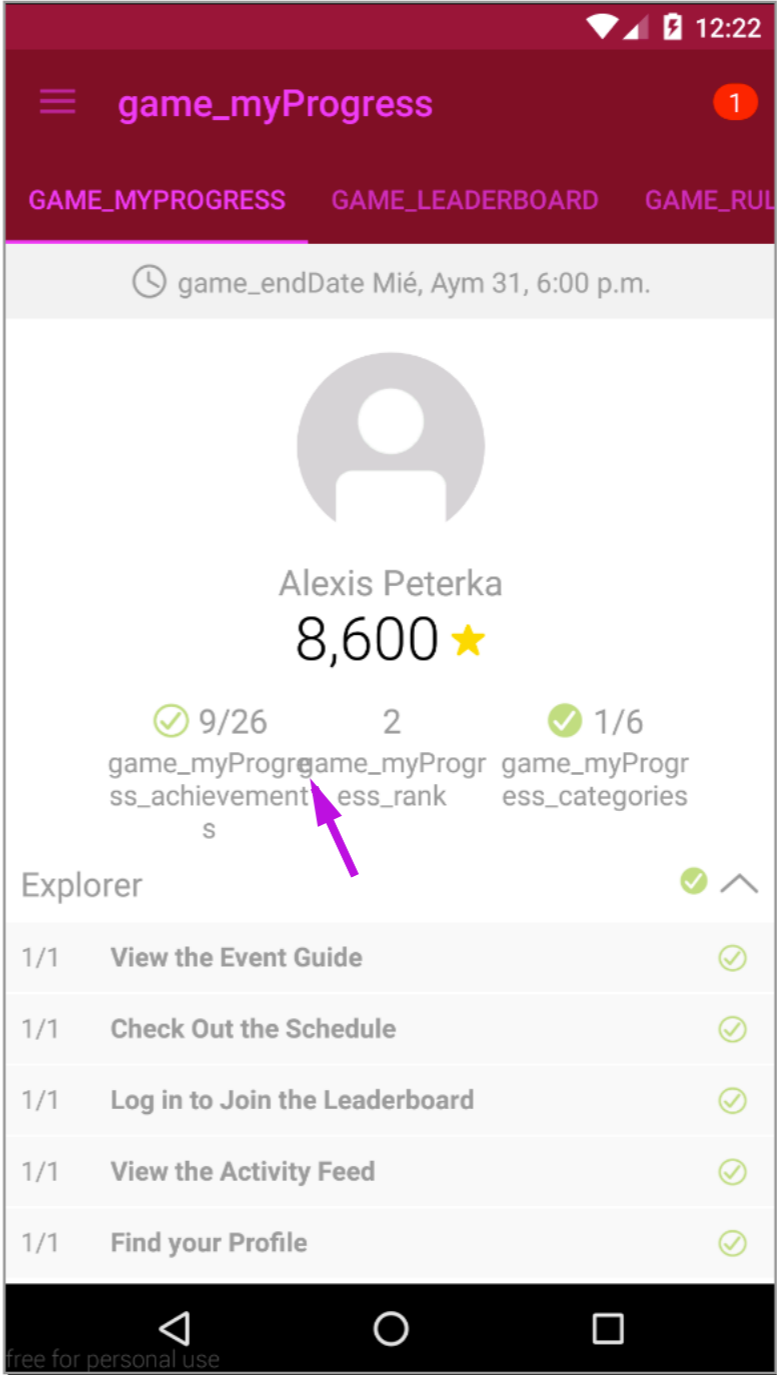 12:22
game_myProgress
1
GAME_MYPROGRESS GAME_LEADERBOARD GAME_RUL
game_endDate Mié, Aym 31, 6:00 p.m.
Alexis Peterka
8,600
9/26 2 1/6
game_myProgre game_myProgr game_myProgr
ss_achievement ess_rank ess_categories
s
Explorer
1/1 View the Event Guide
1/1 Check Out the Schedule
1/1 Log in to Join the Leaderboard
1/1 View the Activity Feed
1/1 Find your Profile
free for personal use